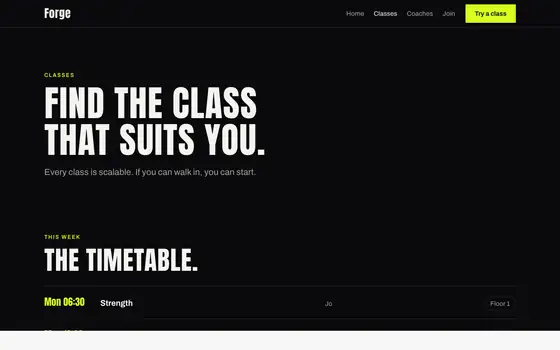 Forge
Home Classes Coaches Join Try a class
CLASSES
FIND THE CLASS
THAT SUITS YOU.
Every class is scalable. If you can walk in, you can start.
THIS WEEK
THE TIMETABLE.
Mon 06:30 Strength Jo Floor 1